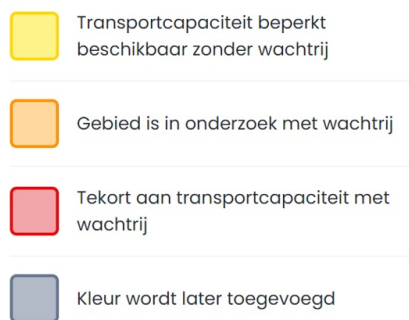 Transportcapaciteit beperkt
beschikbaar zonder wachtrij
Gebied is in onderzoek met wachtrij
Tekort aan transportcapaciteit met
wachtrij
Kleur wordt later toegevoegd